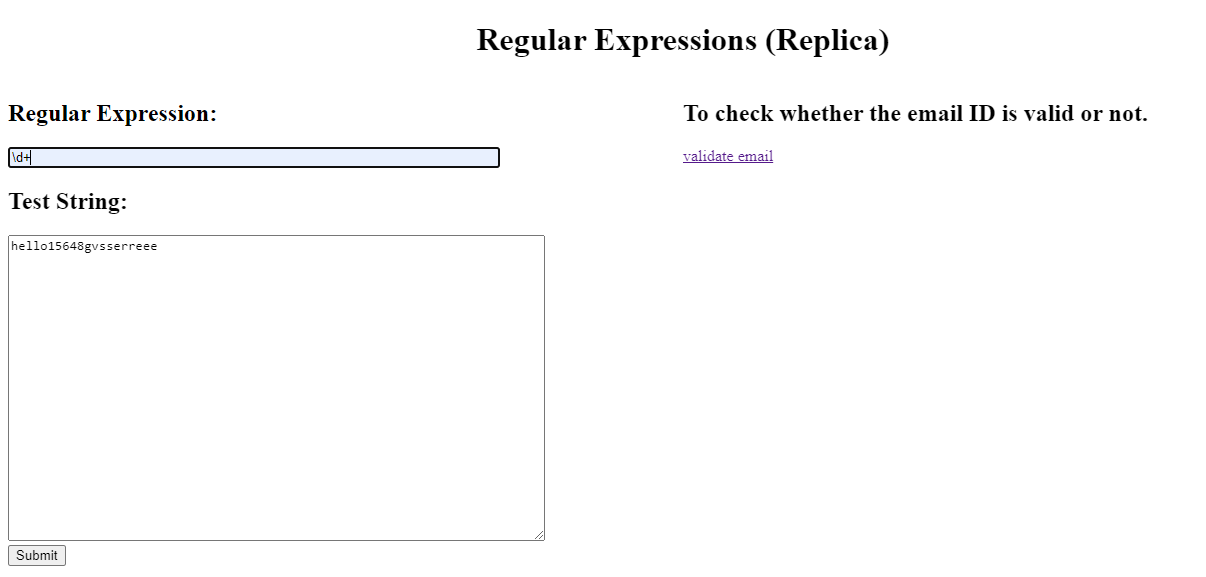 Regular Expressions (Replica)
Regular Expression:
\d+
Test String:
hello15648gvsserreee
Submit
To check whether the email ID is valid or not.
validate email